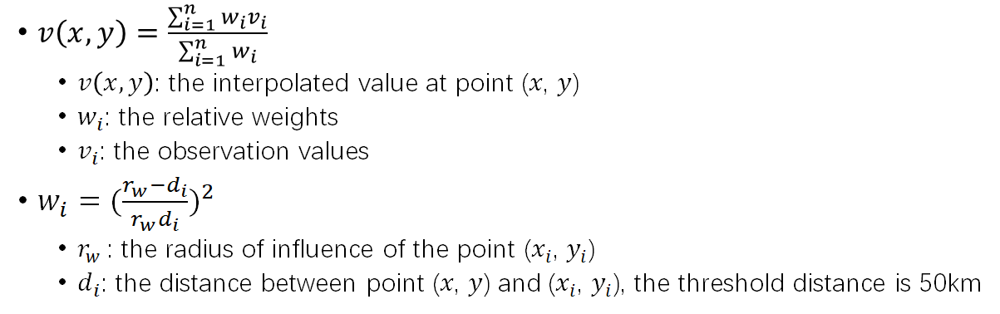 • v(x, y) = \frac{\sum_{i=1}^{n} w_i v_i}{\sum_{i=1}^{n} w_i}
• v(x, y): the interpolated value at point (x, y)
• w_i: the relative weights
• v_i: the observation values
• w_i = (\frac{r_w - d_i}{r_w d_i})^2
• r_w : the radius of influence of the point (x_i, y_i)
• d_i: the distance between point (x, y) and (x_i, y_i), the threshold distance is 50km